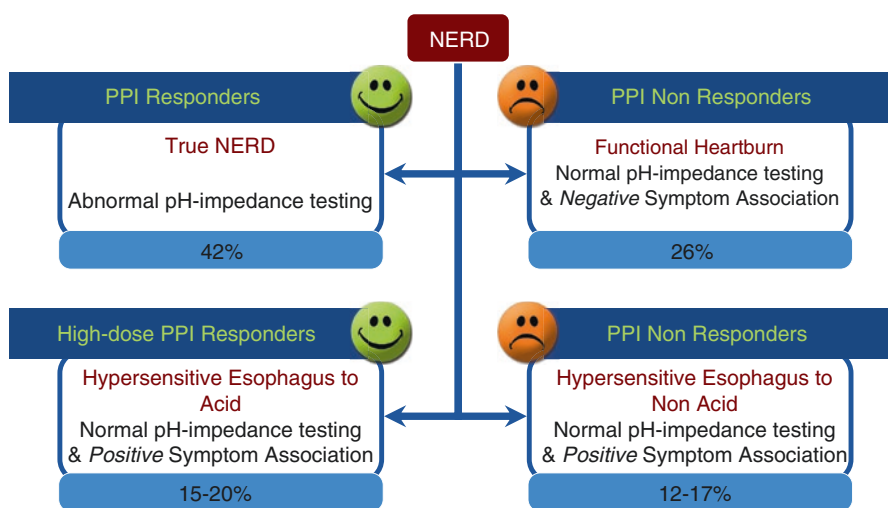 NERD
PPI Responders
True NERD
Abnormal pH-impedance testing
42%
PPI Non Responders
Functional Heartburn
Normal pH-impedance testing
& Negative Symptom Association
26%
High-dose PPI Responders
Hypersensitive Esophagus to
Acid
Normal pH-impedance testing
& Positive Symptom Association
15-20%
PPI Non Responders
Hypersensitive Esophagus to
Non Acid
Normal pH-impedance testing
& Positive Symptom Association
12-17%